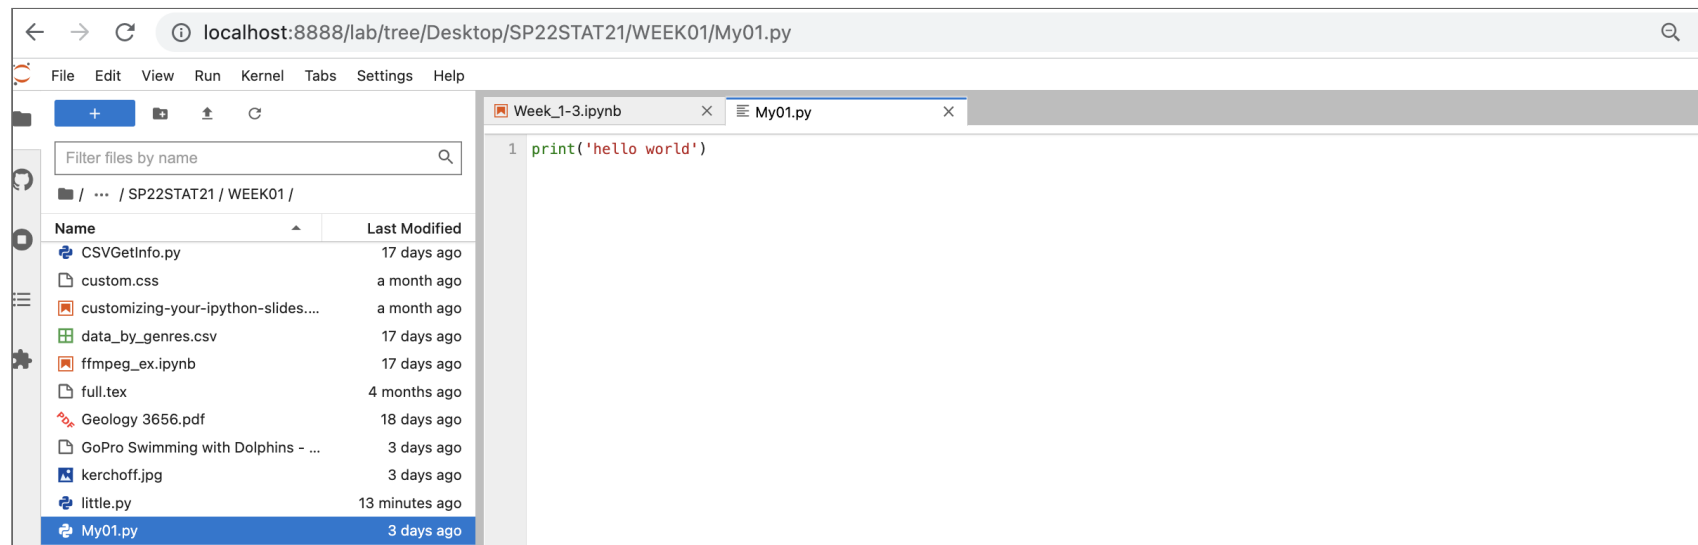 localhost:8888/lab/tree/Desktop/SP22STAT21/WEEK01/My01.py
File Edit View Run Kernel Tabs Settings Help
Week_1-3.ipynb
My01.py
Filter files by name
/ ... / SP22STAT21 / WEEK01 /
Name Last Modified
CSVGetInfo.py 17 days ago
custom.css a month ago
customizing-your-ipython-slides.... a month ago
data_by_genres.csv 17 days ago
ffmpeg_ex.ipynb 17 days ago
full.tex 4 months ago
PDF Geology 3656.pdf 18 days ago
GoPro Swimming with Dolphins - ... 3 days ago
kerchoff.jpg 3 days ago
little.py 13 minutes ago
My01.py 3 days ago
1 print('hello world')